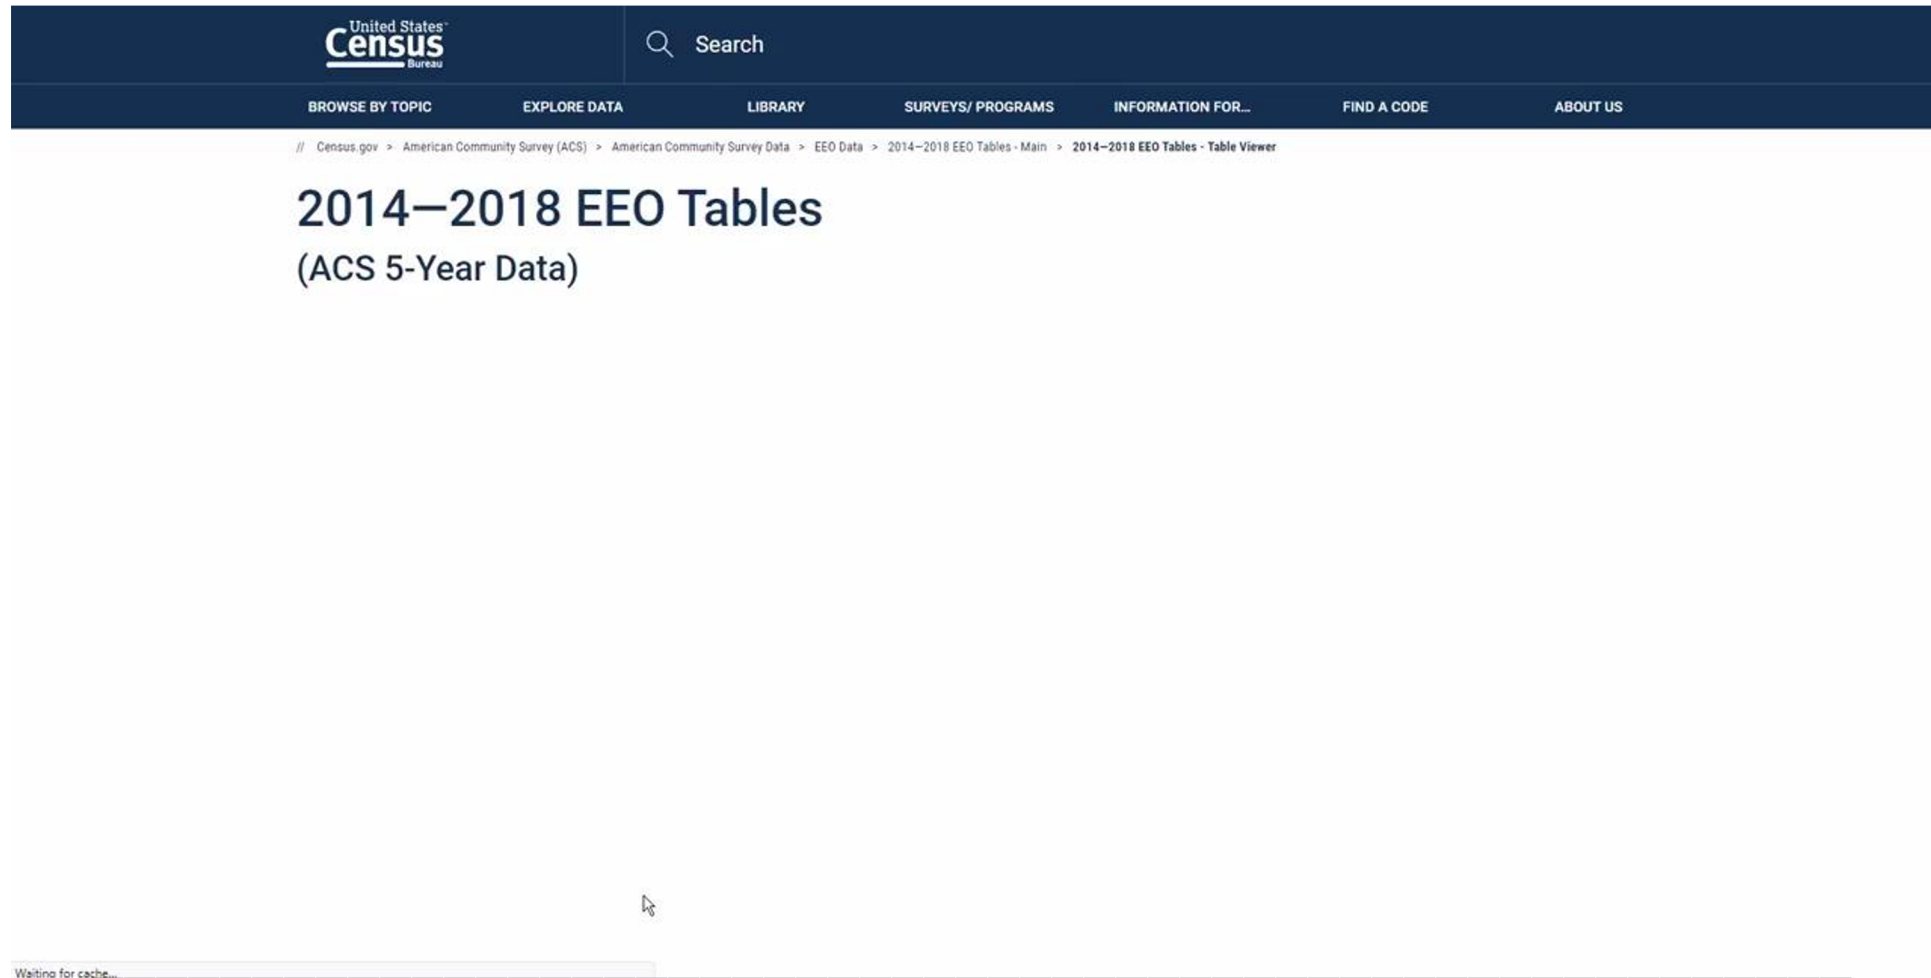 United States
Census
Bureau
Search
BROWSE BY TOPIC EXPLORE DATA LIBRARY SURVEYS/ PROGRAMS INFORMATION FOR... FIND A CODE ABOUT US
// Census.gov > American Community Survey (ACS) > American Community Survey Data > EEO Data > 2014—2018 EEO Tables - Main > 2014—2018 EEO Tables - Table Viewer
2014—2018 EEO Tables
(ACS 5-Year Data)
Waiting for cache...